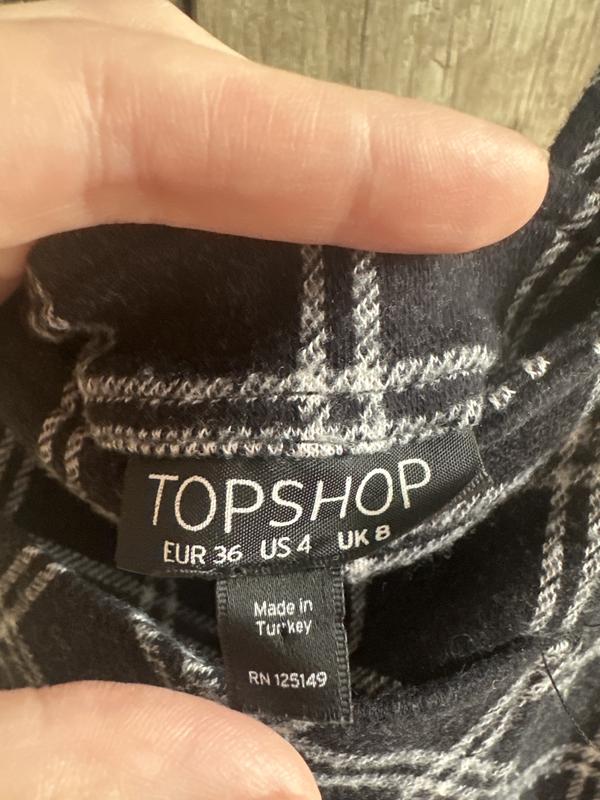 TOPSHOP
EUR 36 US 4 UK 8
Made in
Turkey
RN 125149